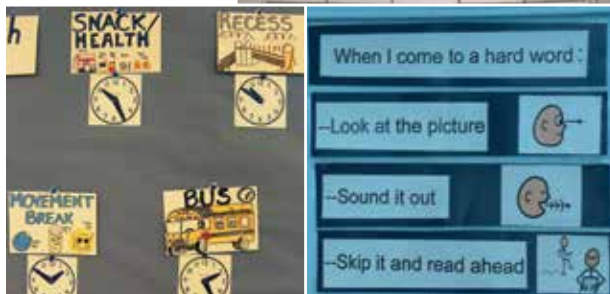 h
SNACK/
HEALTH
RECESS
MOVEMENT
BREAK
BUS
When I come to a hard word:
--Look at the picture
--Sound it out
--Skip it and read ahead